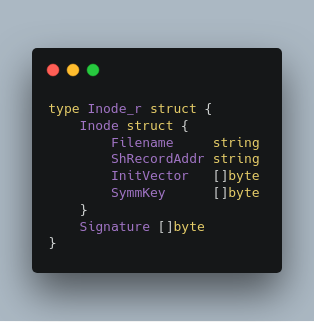 type Inode_r struct {
    Inode struct {
        Filename     string
        ShRecordAddr string
        InitVector   []byte
        SymmKey      []byte
    }
    Signature []byte
}